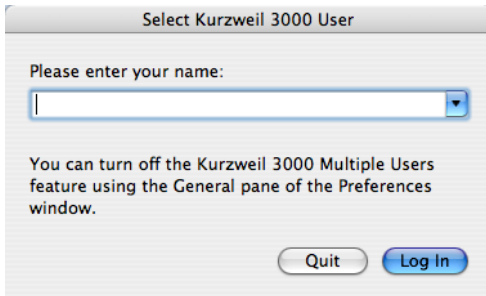 Select Kurzweil 3000 User
Please enter your name:
You can turn off the Kurzweil 3000 Multiple Users
feature using the General pane of the Preferences
window.
Quit Log In